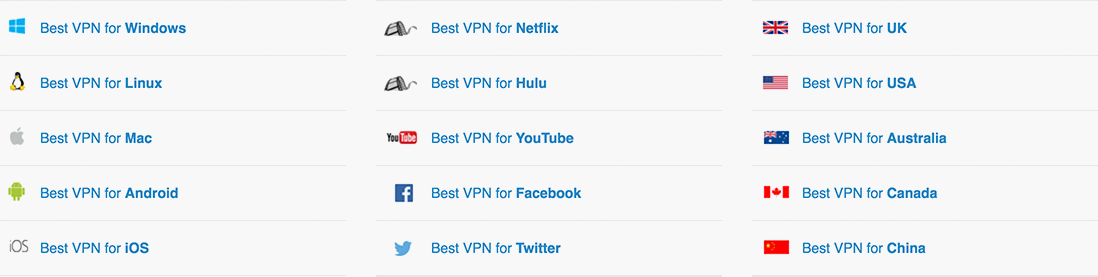 Best VPN for Windows
Best VPN for Linux
Best VPN for Mac
Best VPN for Android
iOS Best VPN for iOS
Best VPN for Netflix
Best VPN for Hulu
YouTube Best VPN for YouTube
f Best VPN for Facebook
Best VPN for Twitter
Best VPN for UK
Best VPN for USA
Best VPN for Australia
Best VPN for Canada
Best VPN for China